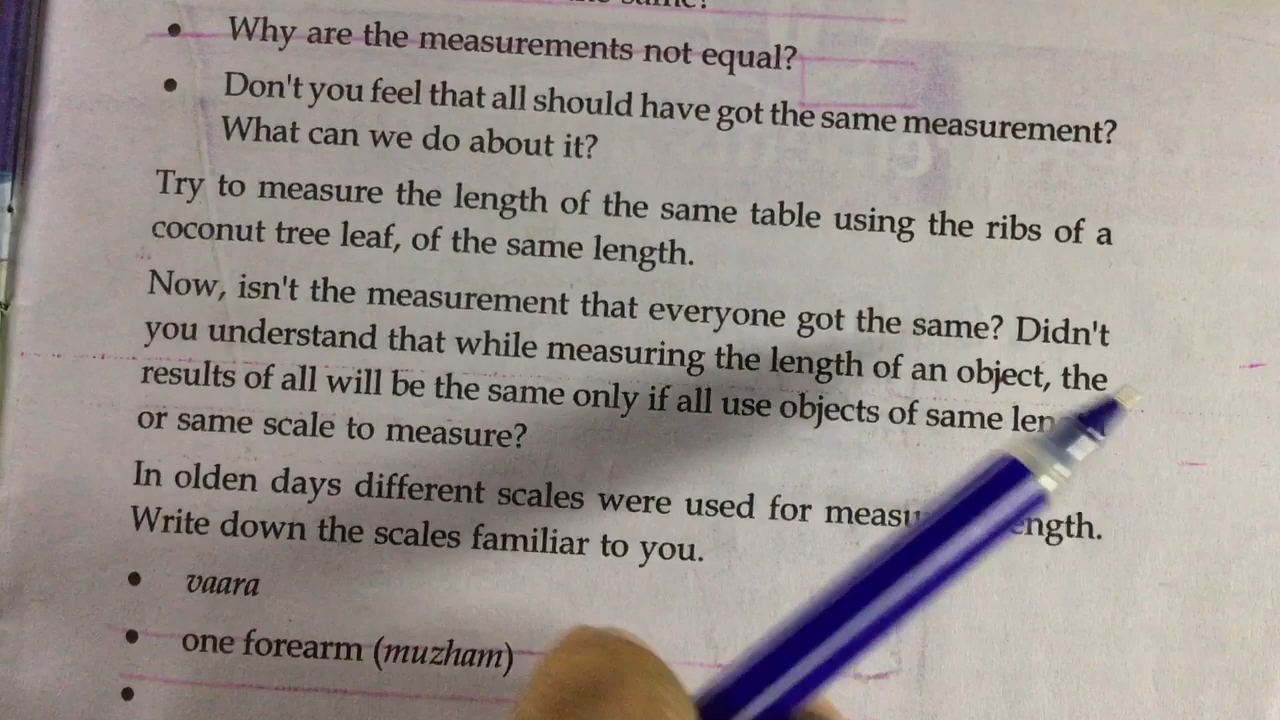 • Why are the measurements not equal?
• Don't you feel that all should have got the same measurement?
What can we do about it?
Try to measure the length of the same table using the ribs of a
coconut tree leaf, of the same length.
Now, isn't the measurement that everyone got the same? Didn't
you understand that while measuring the length of an object, the
results of all will be the same only if all use objects of same len
or same scale to measure?
In olden days different scales were used for measu ength.
Write down the scales familiar to you.
• vaara
• one forearm (muzham)
•